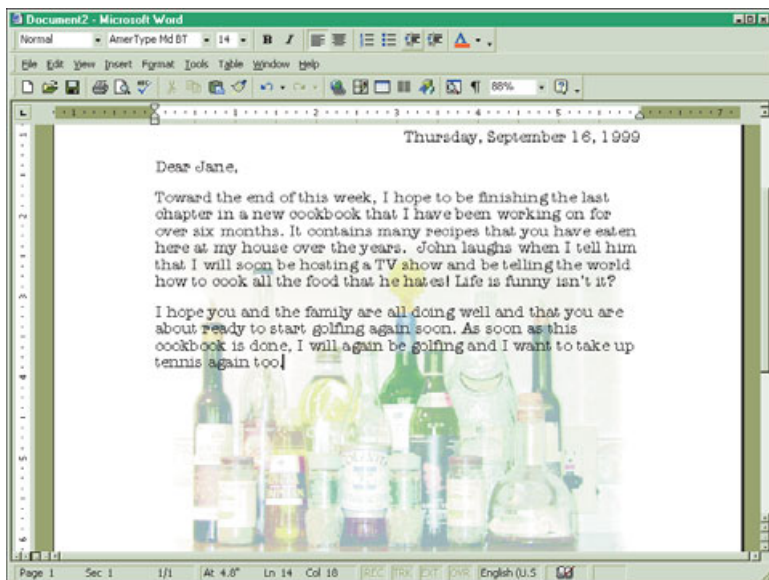 Document2 - Microsoft Word
Normal AmerType Md BT 14 B I A
File Edit View Insert Format Tools Table Window Help
¶ 88%
1 1 2 3 4 5 7
Thursday, September 16, 1999
Dear Jane,
Toward the end of this week, I hope to be finishing the last
chapter in a new cookbook that I have been working on for
over six months. It contains many recipes that you have eaten
here at my house over the years. John laughs when I tell him
that I will soon be hosting a TV show and be telling the world
how to cook all the food that he hates! Life is funny isn't it?
I hope you and the family are all doing well and that you are
about ready to start golfing again soon. As soon as this
cookbook is done, I will again be golfing and I want to take up
tennis again too.
Page 1 Sec 1 1/1 At 4.8" Ln 14 Col 18 REC TRK EXT OVR English (U.S